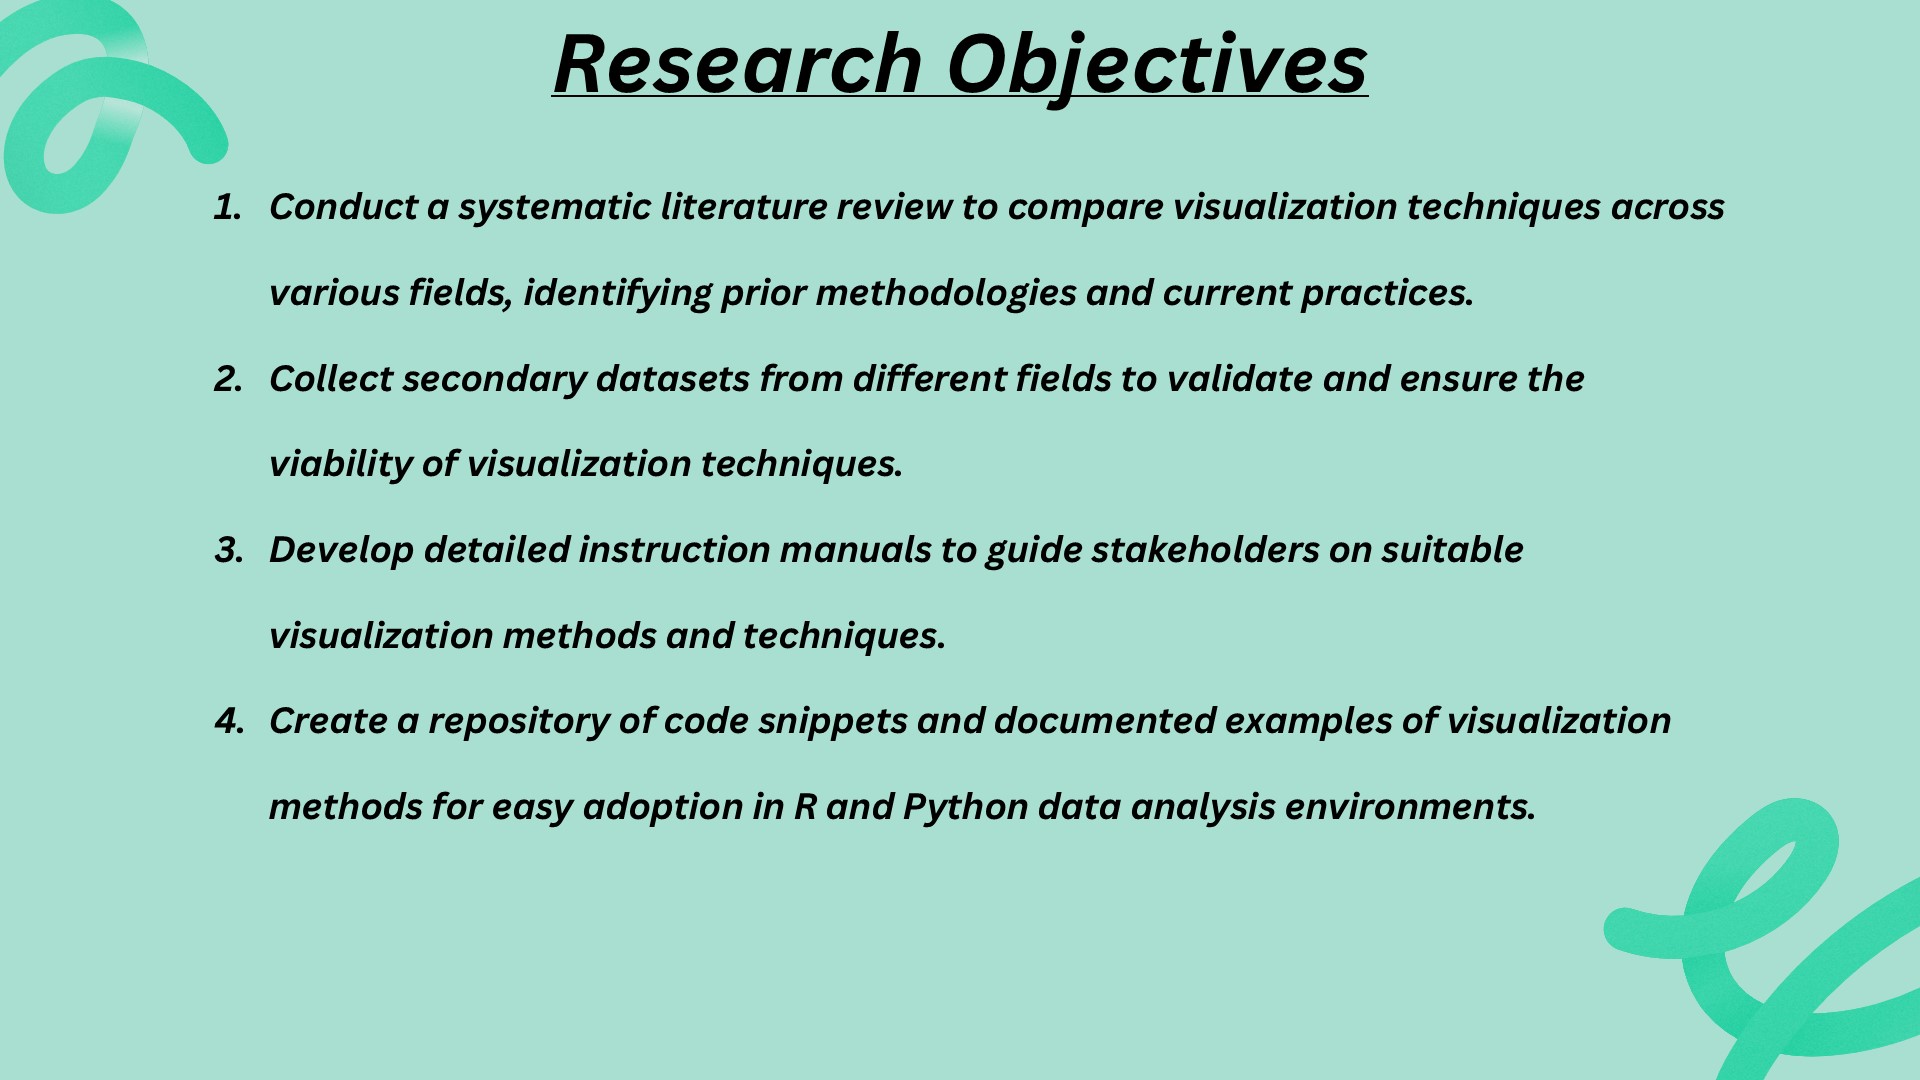 Research Objectives
1. Conduct a systematic literature review to compare visualization techniques across
various fields, identifying prior methodologies and current practices.
2. Collect secondary datasets from different fields to validate and ensure the
viability of visualization techniques.
3. Develop detailed instruction manuals to guide stakeholders on suitable
visualization methods and techniques.
4. Create a repository of code snippets and documented examples of visualization
methods for easy adoption in R and Python data analysis environments.